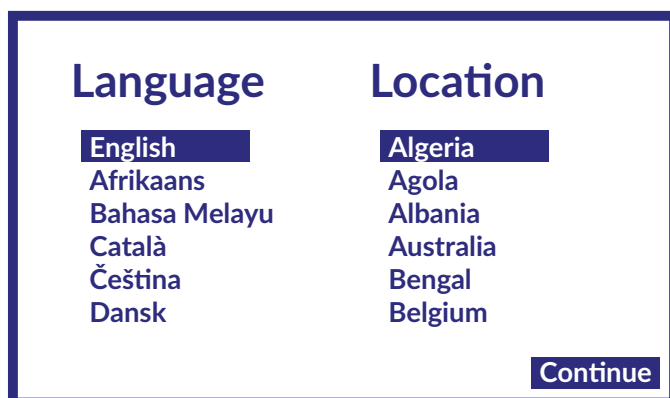 Language
English
Afrikaans
Bahasa Melayu
Català
Čeština
Dansk
Location
Algeria
Agola
Albania
Australia
Bengal
Belgium
Continue